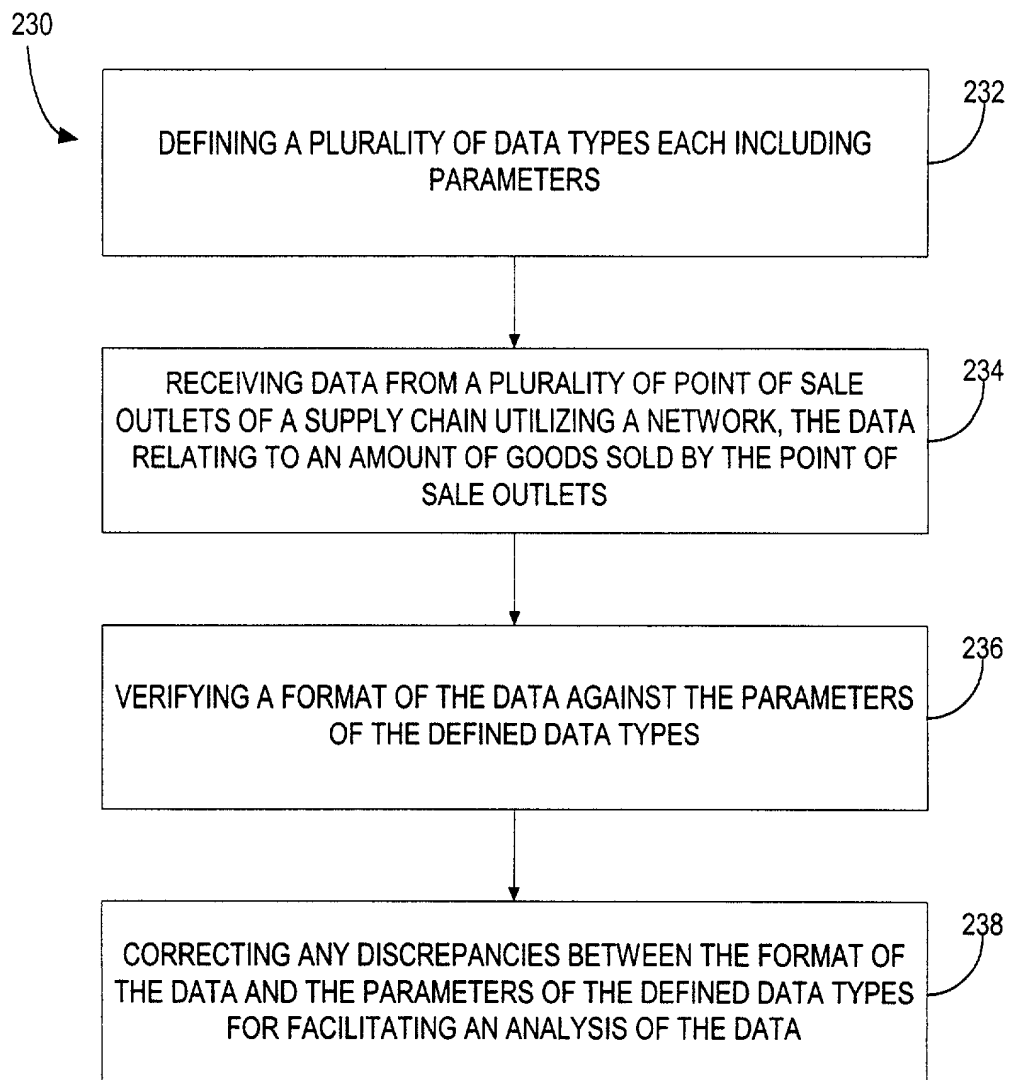 230
232
DEFINING A PLURALITY OF DATA TYPES EACH INCLUDING
PARAMETERS
234
RECEIVING DATA FROM A PLURALITY OF POINT OF SALE
OUTLETS OF A SUPPLY CHAIN UTILIZING A NETWORK, THE DATA
RELATING TO AN AMOUNT OF GOODS SOLD BY THE POINT OF
SALE OUTLETS
236
VERIFYING A FORMAT OF THE DATA AGAINST THE PARAMETERS
OF THE DEFINED DATA TYPES
238
CORRECTING ANY DISCREPANCIES BETWEEN THE FORMAT OF
THE DATA AND THE PARAMETERS OF THE DEFINED DATA TYPES
FOR FACILITATING AN ANALYSIS OF THE DATA